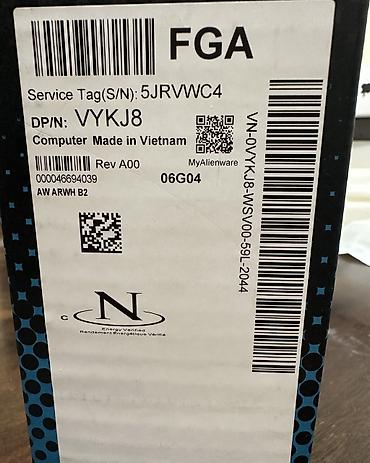 FGA
Service Tag(S/N): 5JRVWC4
DP/N: VYKJ8
Computer Made in Vietnam
MyAlienware
Rev A00
000046694039
06G04
AW ARWH B2
VN-0VYKJ8-WSV00-59L-2044
C N
Energy Verified
Rendement Énergétique Vérifié